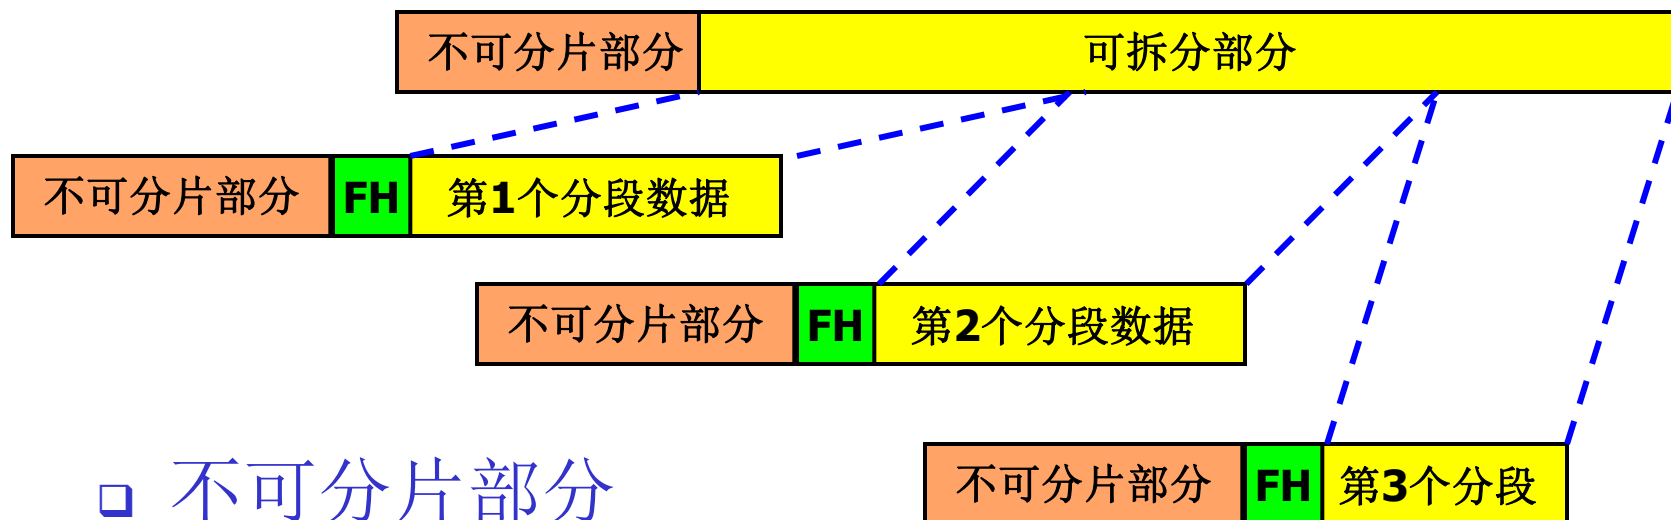 不可分片部分 可拆分部分
不可分片部分 FH 第1个分段数据
不可分片部分 FH 第2个分段数据
不可分片部分 FH 第3个分段
不可分片部分